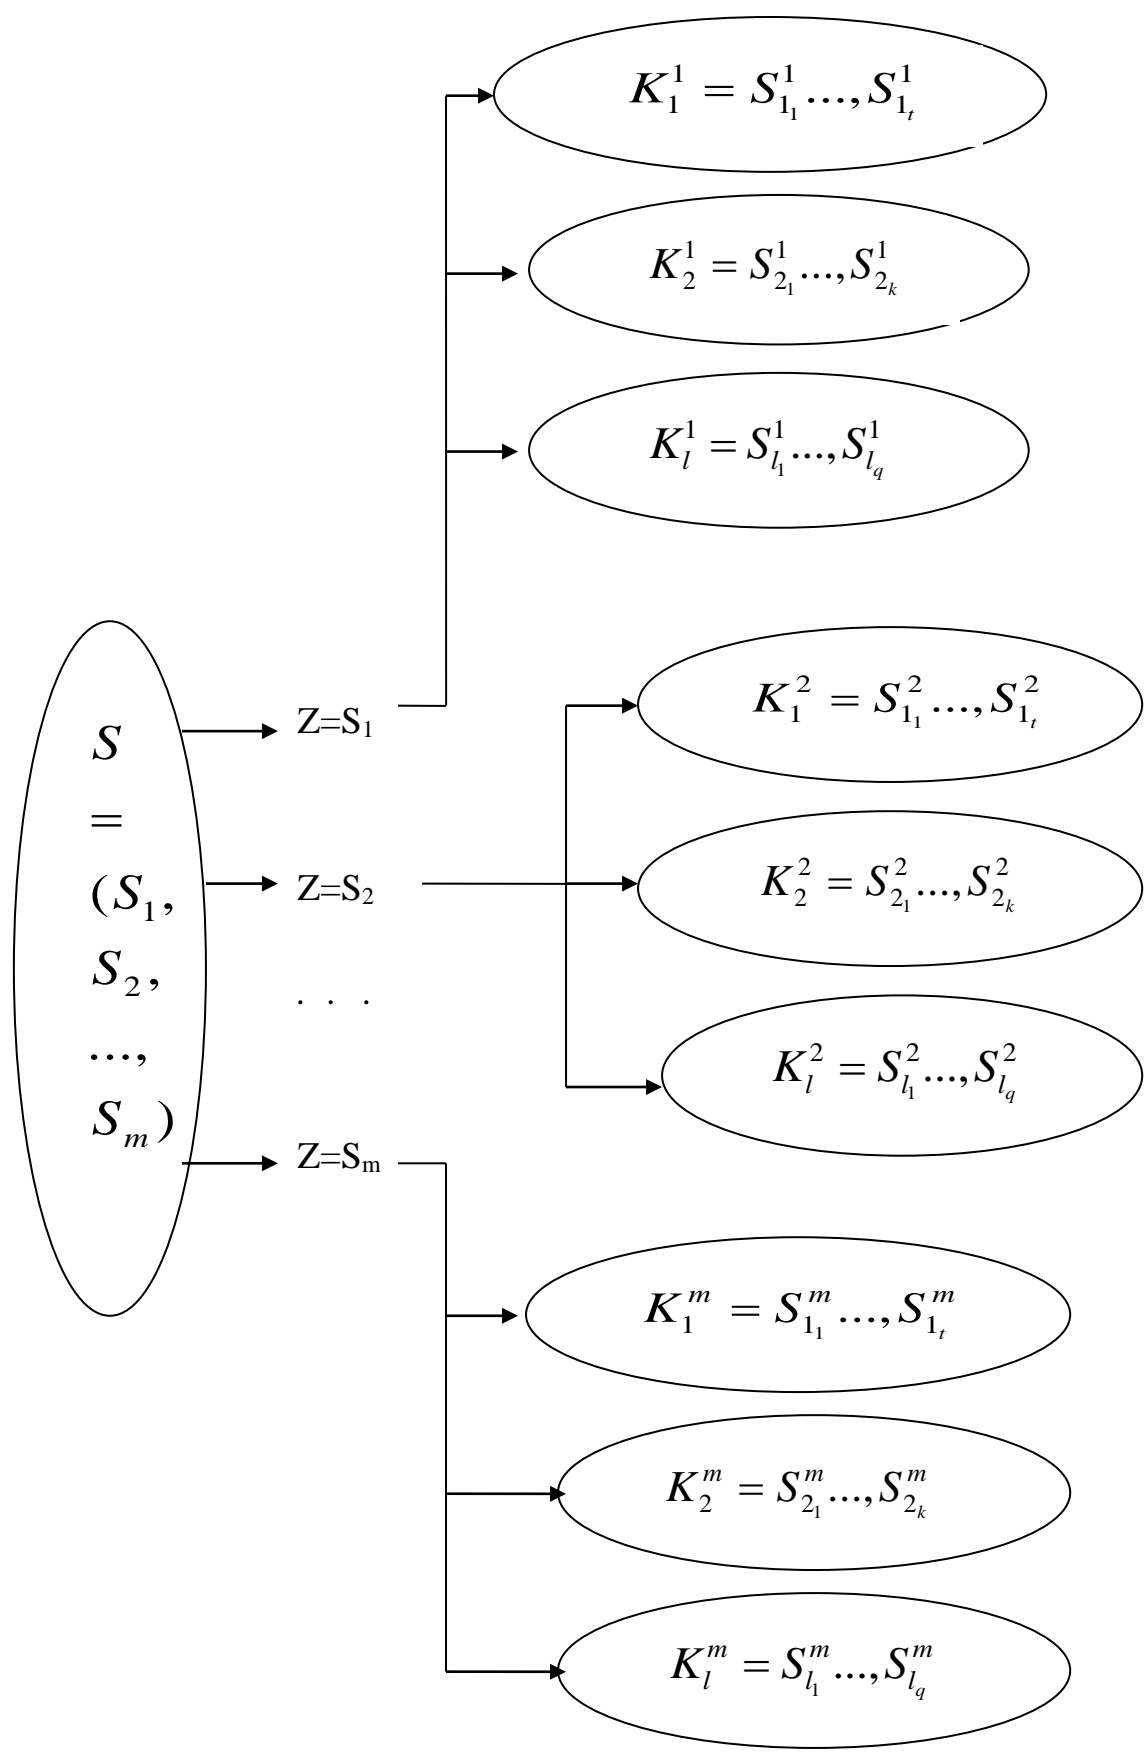 $K_1^1 = S_{1_1}^1 ..., S_{1_t}^1$
$K_2^1 = S_{2_1}^1 ..., S_{2_k}^1$
$K_l^1 = S_{l_1}^1 ..., S_{l_q}^1$
$S$
$=$
$(S_1,$
$S_2,$
$...,$
$S_m)$
Z=S₁
Z=S₂
. . .
Z=Sₘ
$K_1^2 = S_{1_1}^2 ..., S_{1_t}^2$
$K_2^2 = S_{2_1}^2 ..., S_{2_k}^2$
$K_l^2 = S_{l_1}^2 ..., S_{l_q}^2$
$K_1^m = S_{1_1}^m ..., S_{1_t}^m$
$K_2^m = S_{2_1}^m ..., S_{2_k}^m$
$K_l^m = S_{l_1}^m ..., S_{l_q}^m$